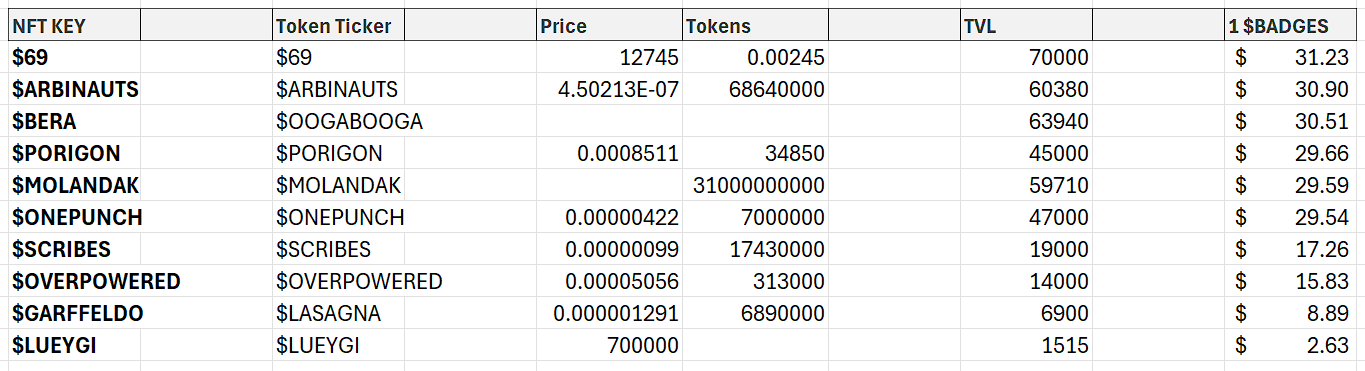 NFT KEY Token Ticker Price Tokens TVL 1 $BADGES
$69 $69 12745 0.00245 70000 $ 31.23
$ARBINAUTS $ARBINAUTS 4.50213E-07 68640000 60380 $ 30.90
$BERA $OOGABOOGA 63940 $ 30.51
$PORIGON $PORIGON 0.0008511 34850 45000 $ 29.66
$MOLANDAK $MOLANDAK 31000000000 59710 $ 29.59
$ONEPUNCH $ONEPUNCH 0.00000422 7000000 47000 $ 29.54
$SCRIBES $SCRIBES 0.00000099 17430000 19000 $ 17.26
$OVERPOWERED $OVERPOWERED 0.00005056 313000 14000 $ 15.83
$GARFFELDO $LASAGNA 0.000001291 6890000 6900 $ 8.89
$LUEYGI $LUEYGI 700000 1515 $ 2.63